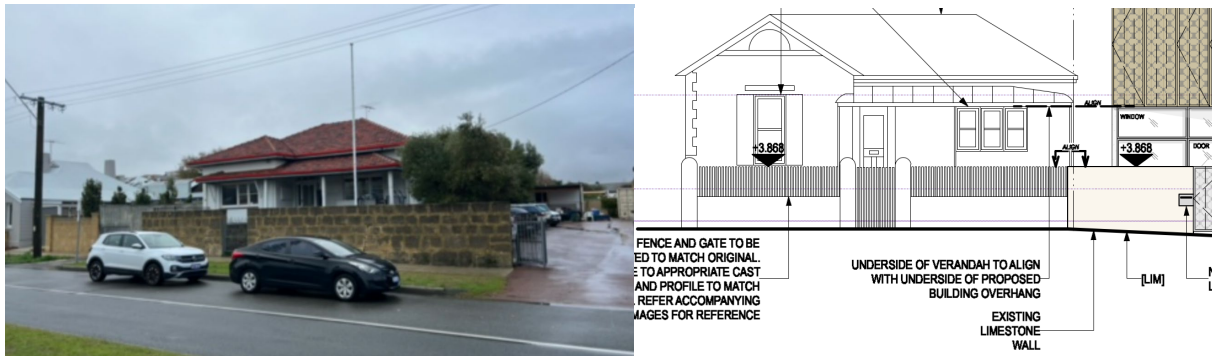 ALIGN
WINDOW
+3.868
ALIGN
+3.868
DOOR
FENCE AND GATE TO BE
TO MATCH ORIGINAL.
TO APPROPRIATE CAST
AND PROFILE TO MATCH
REFER ACCOMPANYING
FOR REFERENCE
UNDERSIDE OF VERANDAH TO ALIGN
WITH UNDERSIDE OF PROPOSED
BUILDING OVERHANG
[LIM]
EXISTING
LIMESTONE
WALL